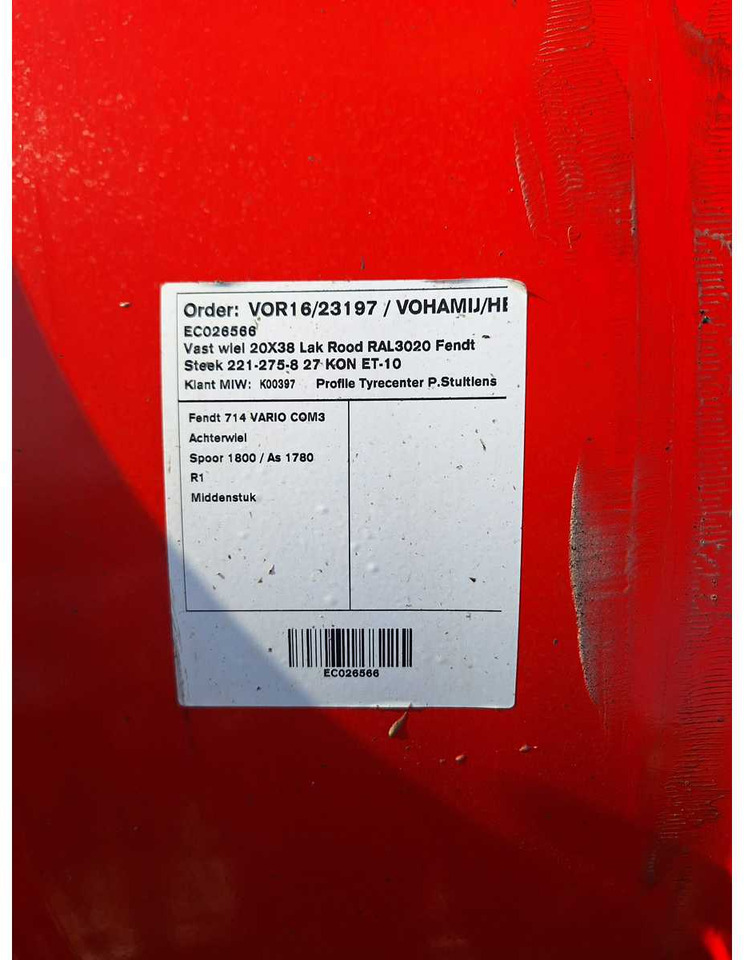 Order: VOR16/23197 / VOHAMIJ/HE
EC026566
Vast wiel 20X38 Lak Rood RAL3020 Fendt
Steek 221-275-8 27 KON ET-10
Klant MIW: K00397 Profile Tyrecenter P.Stultiens
Fendt 714 VARIO COM3
Achterwiel
Spoor 1800 / As 1780
R1
Middenstuk
EC026566